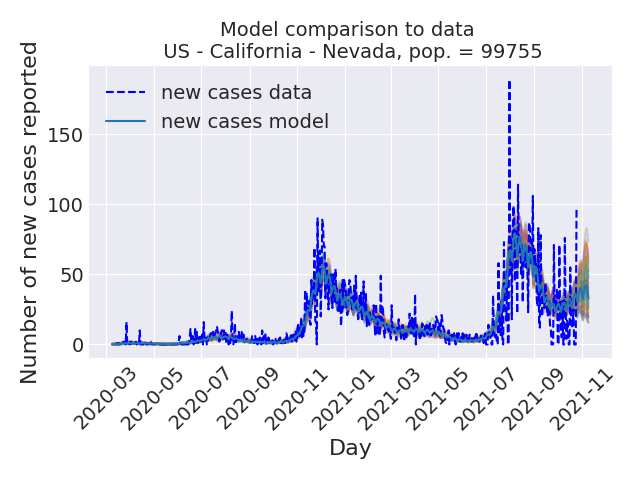 Model comparison to data
US - California - Nevada, pop. = 99755
new cases data
new cases model
Number of new cases reported
150
100
50
0
2020-03
2020-05
2020-07
2020-09
2020-11
2021-01
2021-03
2021-05
2021-07
2021-09
2021-11
Day